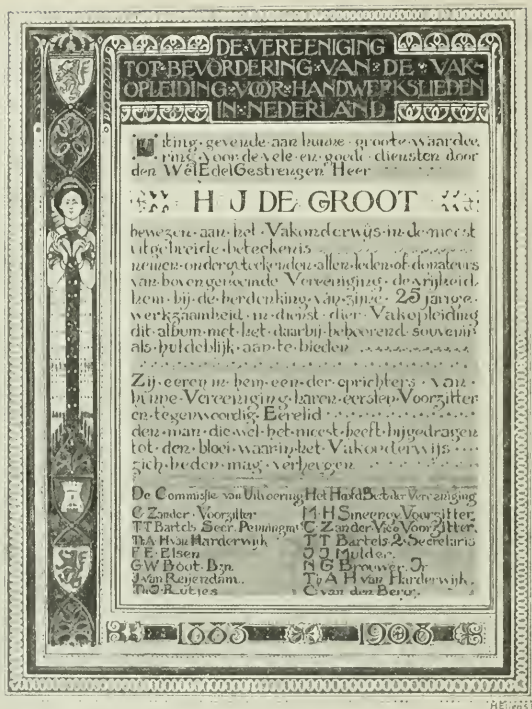 DE·VEREENIGING
TOT·BEVORDERING·VAN·DE·VAK-
OPLEIDING·VOOR·HANDWERKSLIEDEN
IN·NEDERLAND
Uiting·gevende·aan·hunne·groote·waardee
ring·voor·de·vele·en·goede·diensten·door
den WelEdelGestrengen Heer
H J DE GROOT
bewezen·aan·het·Vakonderwijs·in·de·meest
uitgebreide·beteekenis
nemen·ondergeteekenden·allen·leden·of·donateurs
van·bovengenoemde·Vereeniging·de·vrijheid
hem·bij·de·herdenking·van·zijne·25 jarige·
werkzaamheid·in·dienst·dier·Vakopleiding
dit·album·met·het·daarbij·behoorend·souvenir
als·huldeblijk·aan·te·bieden
Zij·eeren·in·hem·een·der·oprichters·van·
hunne·Vereeniging·haren·eersten·Voorzitter
en·tegenwoordig·Eerelid
den·man·die·wel·het·meest·heeft·bijgedragen
tot·den·bloei·waarin·het·Vakonderwijs
zich·heden·mag·verheugen
De Commissie van Uitvoering
C Zander·Voorzitter
T T Bartels Secr. Penningmr
Th A H van Harderwijk
F E Elsen
G W Boot Bzn
J van Reijendam
Th J Rutjes
Het Hoofd Best der Vereeniging
M·H Smeeney Voorzitter
C Zander Vice Voorzitter.
T T Bartels 2e Secretaris
J J Mulder.
N G Brouwer Jr
Th A H van Harderwijk.
C van den Berg.
1883 1908